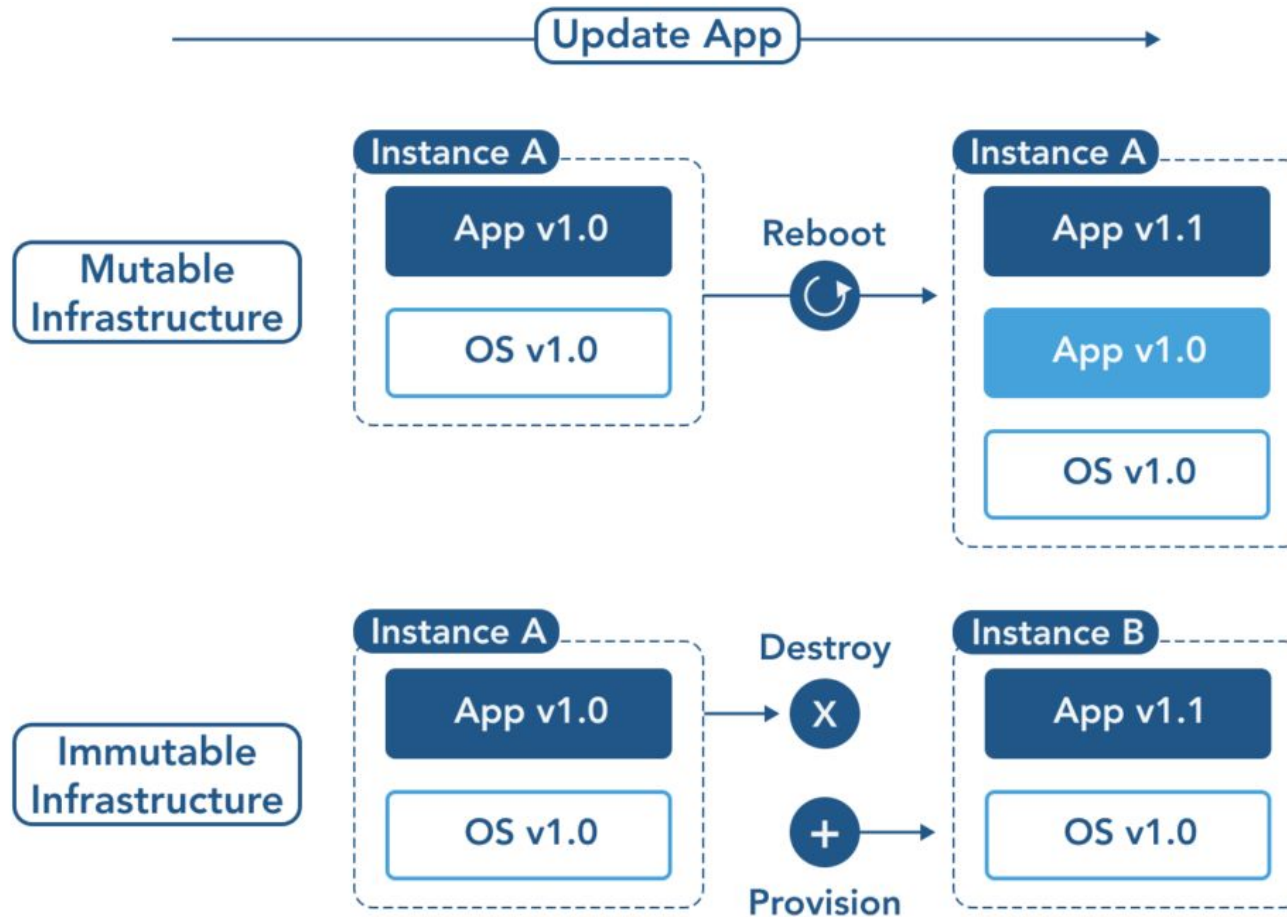 Update App
Instance A
Instance A
App v1.0
Reboot
App v1.1
Mutable
Infrastructure
OS v1.0
App v1.0
OS v1.0
Instance A
Destroy
Instance B
App v1.0
X
App v1.1
Immutable
Infrastructure
OS v1.0
+
OS v1.0
Provision